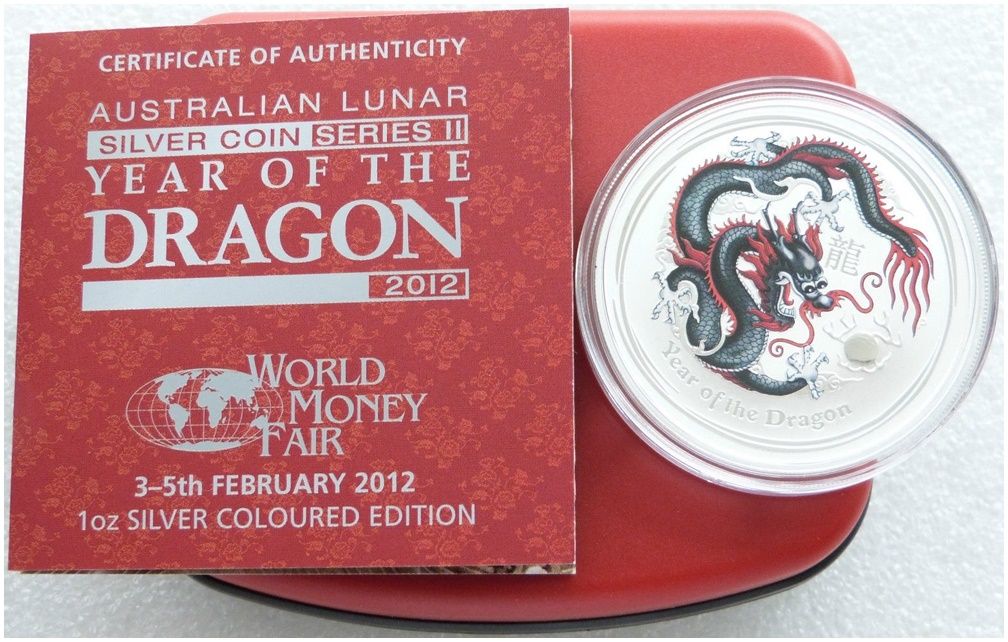 CERTIFICATE OF AUTHENTICITY
AUSTRALIAN LUNAR
SILVER COIN SERIES II
YEAR OF THE
DRAGON
2012
WORLD
MONEY
FAIR
3–5th FEBRUARY 2012
1oz SILVER COLOURED EDITION
龍
Year of the Dragon